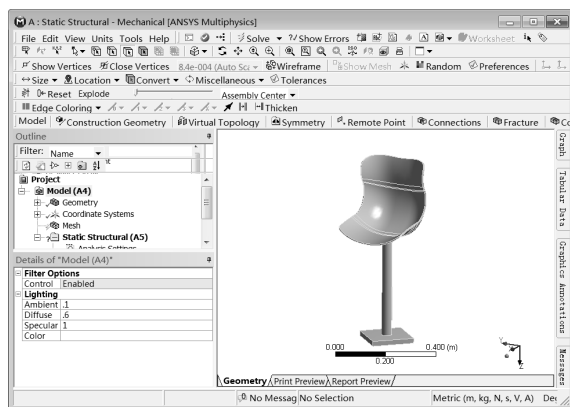 A : Static Structural - Mechanical [ANSYS Multiphysics]
File Edit View Units Tools Help Solve ?/ Show Errors Worksheet
Show Vertices Close Vertices 8.4e-004 (Auto Sca Wireframe Show Mesh Random Preferences
Size Location Convert Miscellaneous Tolerances
Reset Explode Assembly Center
Edge Coloring Thicken
Model Construction Geometry Virtual Topology Symmetry Remote Point Connections Fracture Co
Outline
Filter: Name
Project
Model (A4)
Geometry
Coordinate Systems
Mesh
Static Structural (A5)
Analysis Settings
Details of "Model (A4)"
Filter Options
Control Enabled
Lighting
Ambient .1
Diffuse .6
Specular 1
Color
0.000 0.400 (m)
0.200
Y
Z
Geometry Print Preview Report Preview
Graph
Tabular Data
Graphics Annotations
Messages
No Messag No Selection Metric (m, kg, N, s, V, A) De